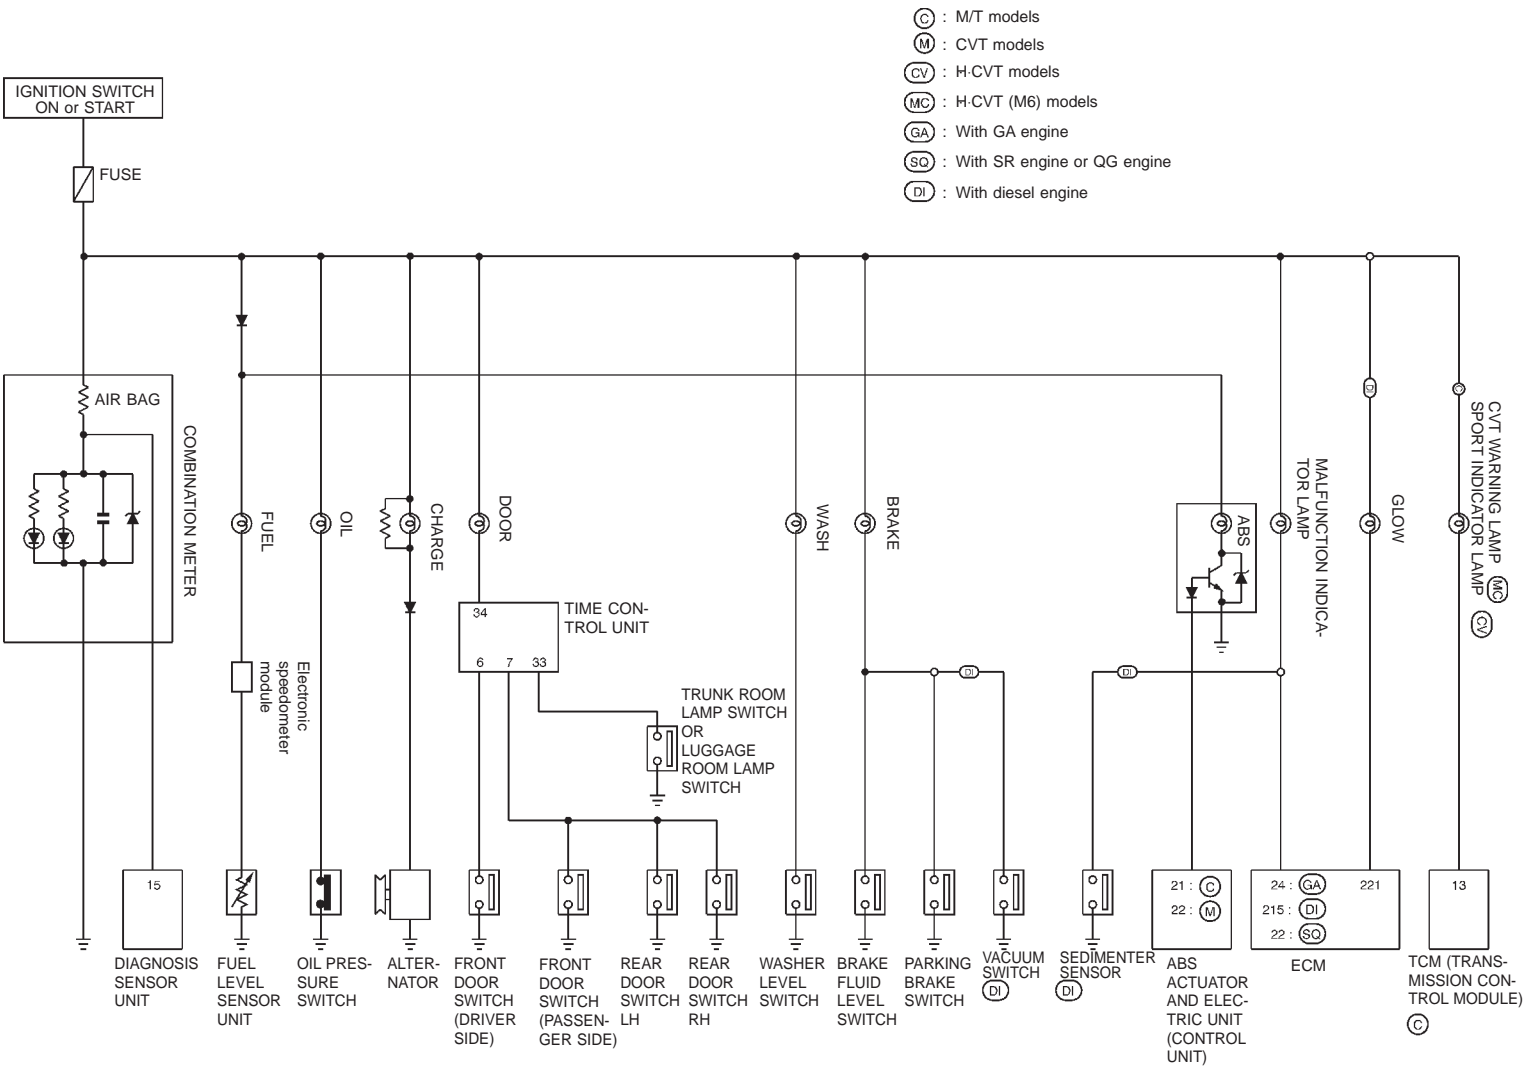 C : M/T models
M : CVT models
CV : H·CVT models
MC : H·CVT (M6) models
GA : With GA engine
SQ : With SR engine or QG engine
DI : With diesel engine
IGNITION SWITCH
ON or START
FUSE
AIR BAG
COMBINATION METER
FUEL
OIL
CHARGE
DOOR
WASH
BRAKE
ABS
MALFUNCTION INDICA-
TOR LAMP
DI
GLOW
C
CVT WARNING LAMP MC
SPORT INDICATOR LAMP CV
Electronic
speedometer
module
34
6 7 33
TIME CON-
TROL UNIT
TRUNK ROOM
LAMP SWITCH
OR
LUGGAGE
ROOM LAMP
SWITCH
DI
DI
15
21 : C
22 : M
24 : GA
215 : DI
22 : SQ
221
13
DIAGNOSIS
SENSOR
UNIT
FUEL
LEVEL
SENSOR
UNIT
OIL PRES-
SURE
SWITCH
ALTER-
NATOR
FRONT
DOOR
SWITCH
(DRIVER
SIDE)
FRONT
DOOR
SWITCH
(PASSEN-
GER SIDE)
REAR
DOOR
SWITCH
LH
REAR
DOOR
SWITCH
RH
WASHER
LEVEL
SWITCH
BRAKE
FLUID
LEVEL
SWITCH
PARKING
BRAKE
SWITCH
VACUUM
SWITCH
DI
SEDIMENTER
SENSOR
DI
ABS
ACTUATOR
AND ELEC-
TRIC UNIT
(CONTROL
UNIT)
ECM
TCM (TRANS-
MISSION CON-
TROL MODULE)
C